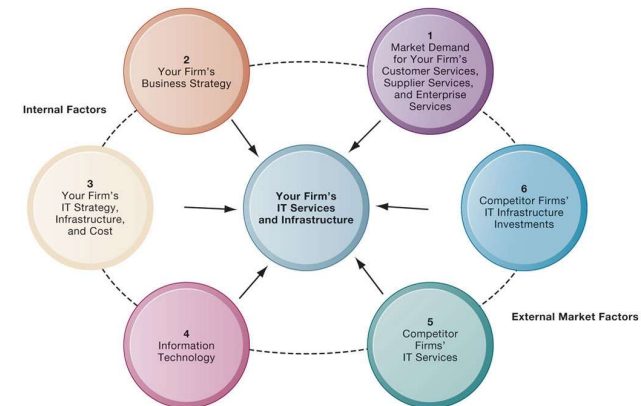 1
Market Demand
for Your Firm's
Customer Services,
Supplier Services,
and Enterprise
Services
2
Your Firm's
Business Strategy
Internal Factors
3
Your Firm's
IT Strategy,
Infrastructure,
and Cost
Your Firm's
IT Services
and Infrastructure
6
Competitor Firms'
IT Infrastructure
Investments
4
Information
Technology
5
Competitor
Firms'
IT Services
External Market Factors